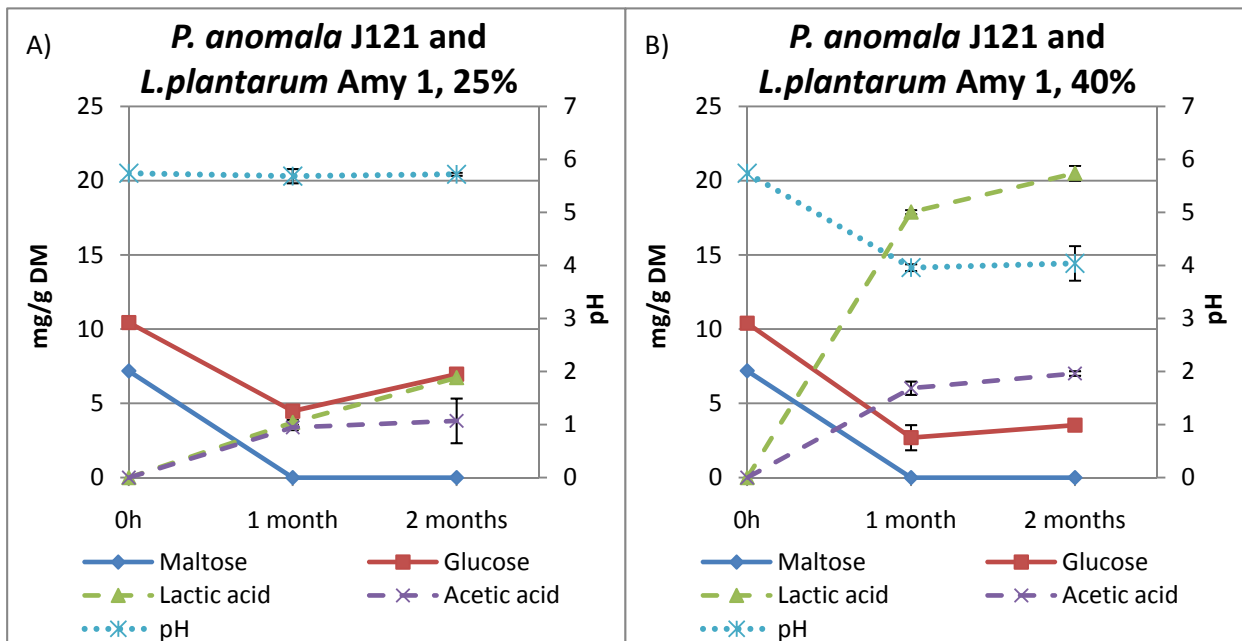 A)
P. anomala J121 and
L.plantarum Amy 1, 25%
25
20
15
10
5
0
mg/g DM
7
6
5
4
3
2
1
0
pH
0h 1 month 2 months
Maltose Glucose
Lactic acid Acetic acid
pH
B)
P. anomala J121 and
L.plantarum Amy 1, 40%
25
20
15
10
5
0
mg/g DM
7
6
5
4
3
2
1
0
pH
0h 1 month 2 months
Maltose Glucose
Lactic acid Acetic acid
pH